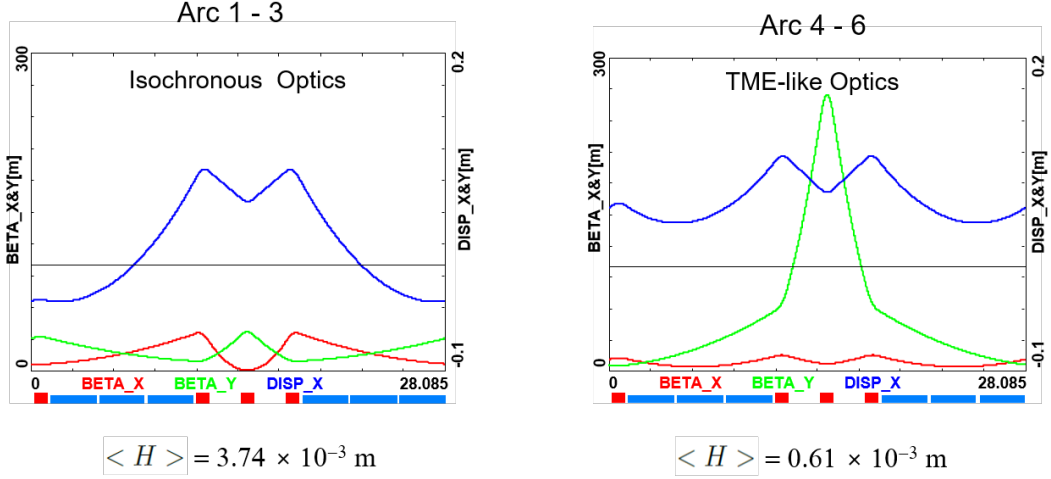 Arc 1 - 3
300
0.2
Isochronous Optics
BETA_X&Y[m]
DISP_X&Y[m]
0
-0.1
0 BETA_X BETA_Y DISP_X 28.085
< H > = 3.74 × 10⁻³ m
Arc 4 - 6
300
0.2
TME-like Optics
BETA_X&Y[m]
DISP_X&Y[m]
0
-0.1
0 BETA_X BETA_Y DISP_X 28.085
< H > = 0.61 × 10⁻³ m